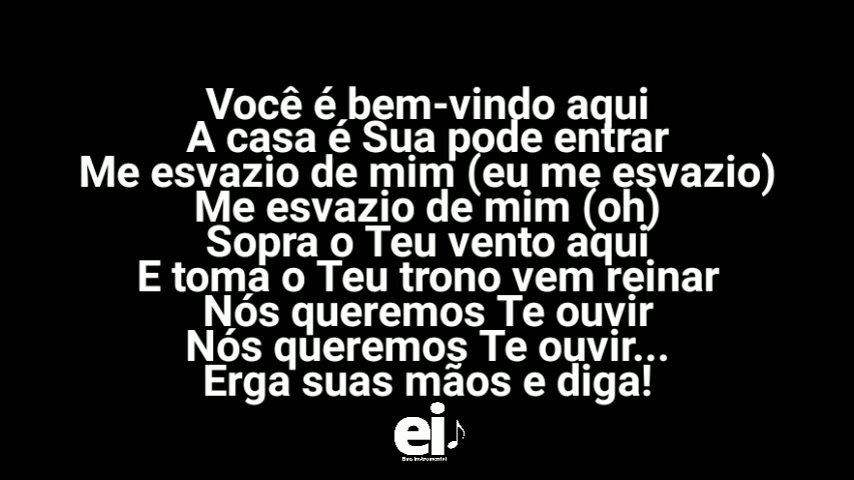 Você é bem-vindo aqui
A casa é Sua pode entrar
Me esvazio de mim (eu me esvazio)
Me esvazio de mim (oh)
Sopra o Teu vento aqui
E toma o Teu trono vem reinar
Nós queremos Te ouvir
Nós queremos Te ouvir...
Erga suas mãos e diga!
ei